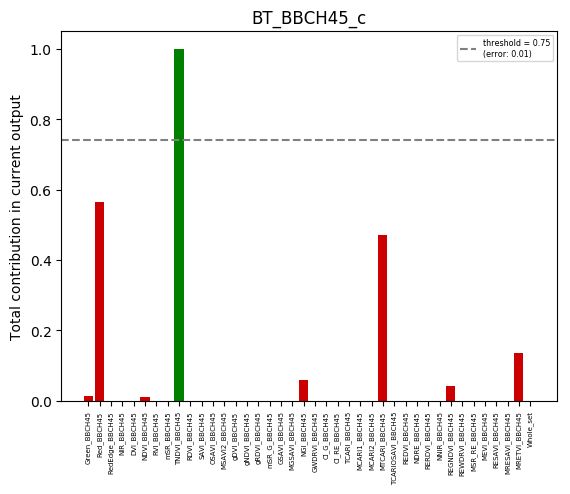 BT_BBCH45_c
threshold = 0.75
(error: 0.01)
Total contribution in current output
1.0
0.8
0.6
0.4
0.2
0.0
Green_BBCH45
Red_BBCH45
RedEdge_BBCH45
NIR_BBCH45
DVI_BBCH45
NDVI_BBCH45
RVI_BBCH45
mSR_BBCH45
TNDVI_BBCH45
RDVI_BBCH45
SAVI_BBCH45
OSAVI_BBCH45
MSAVI2_BBCH45
gDVI_BBCH45
gNDVI_BBCH45
gRDVI_BBCH45
mSR_G_BBCH45
GSAVI_BBCH45
MGSAVI_BBCH45
NGI_BBCH45
GWDRVI_BBCH45
CI_G_BBCH45
CI_RE_BBCH45
TCARI_BBCH45
MCARI1_BBCH45
MCARI2_BBCH45
MTCARI_BBCH45
TCARIOSAVI_BBCH45
REDVI_BBCH45
NDRE_BBCH45
RERDVI_BBCH45
NNIR_BBCH45
REGNDVI_BBCH45
REWDRVI_BBCH45
MSR_RE_BBCH45
MEVI_BBCH45
RESAVI_BBCH45
MRESAVI_BBCH45
MRETVI_BBCH45
Whole_set